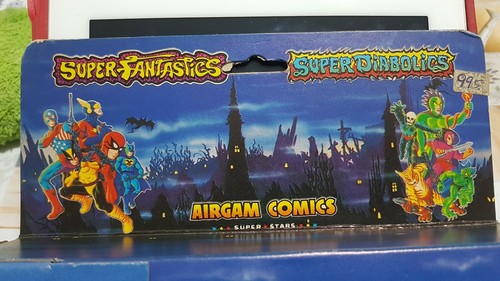 SUPER-FANTASTICS
SUPER DIABOLICS
995
AIRGAM COMICS
SUPER STARS